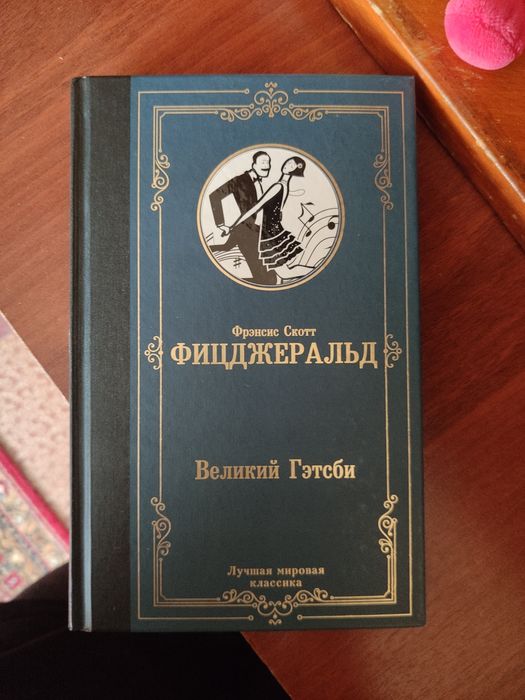 Фрэнсис Скотт
ФИЦДЖЕРАЛЬД
Великий Гэтсби
Лучшая мировая
классика